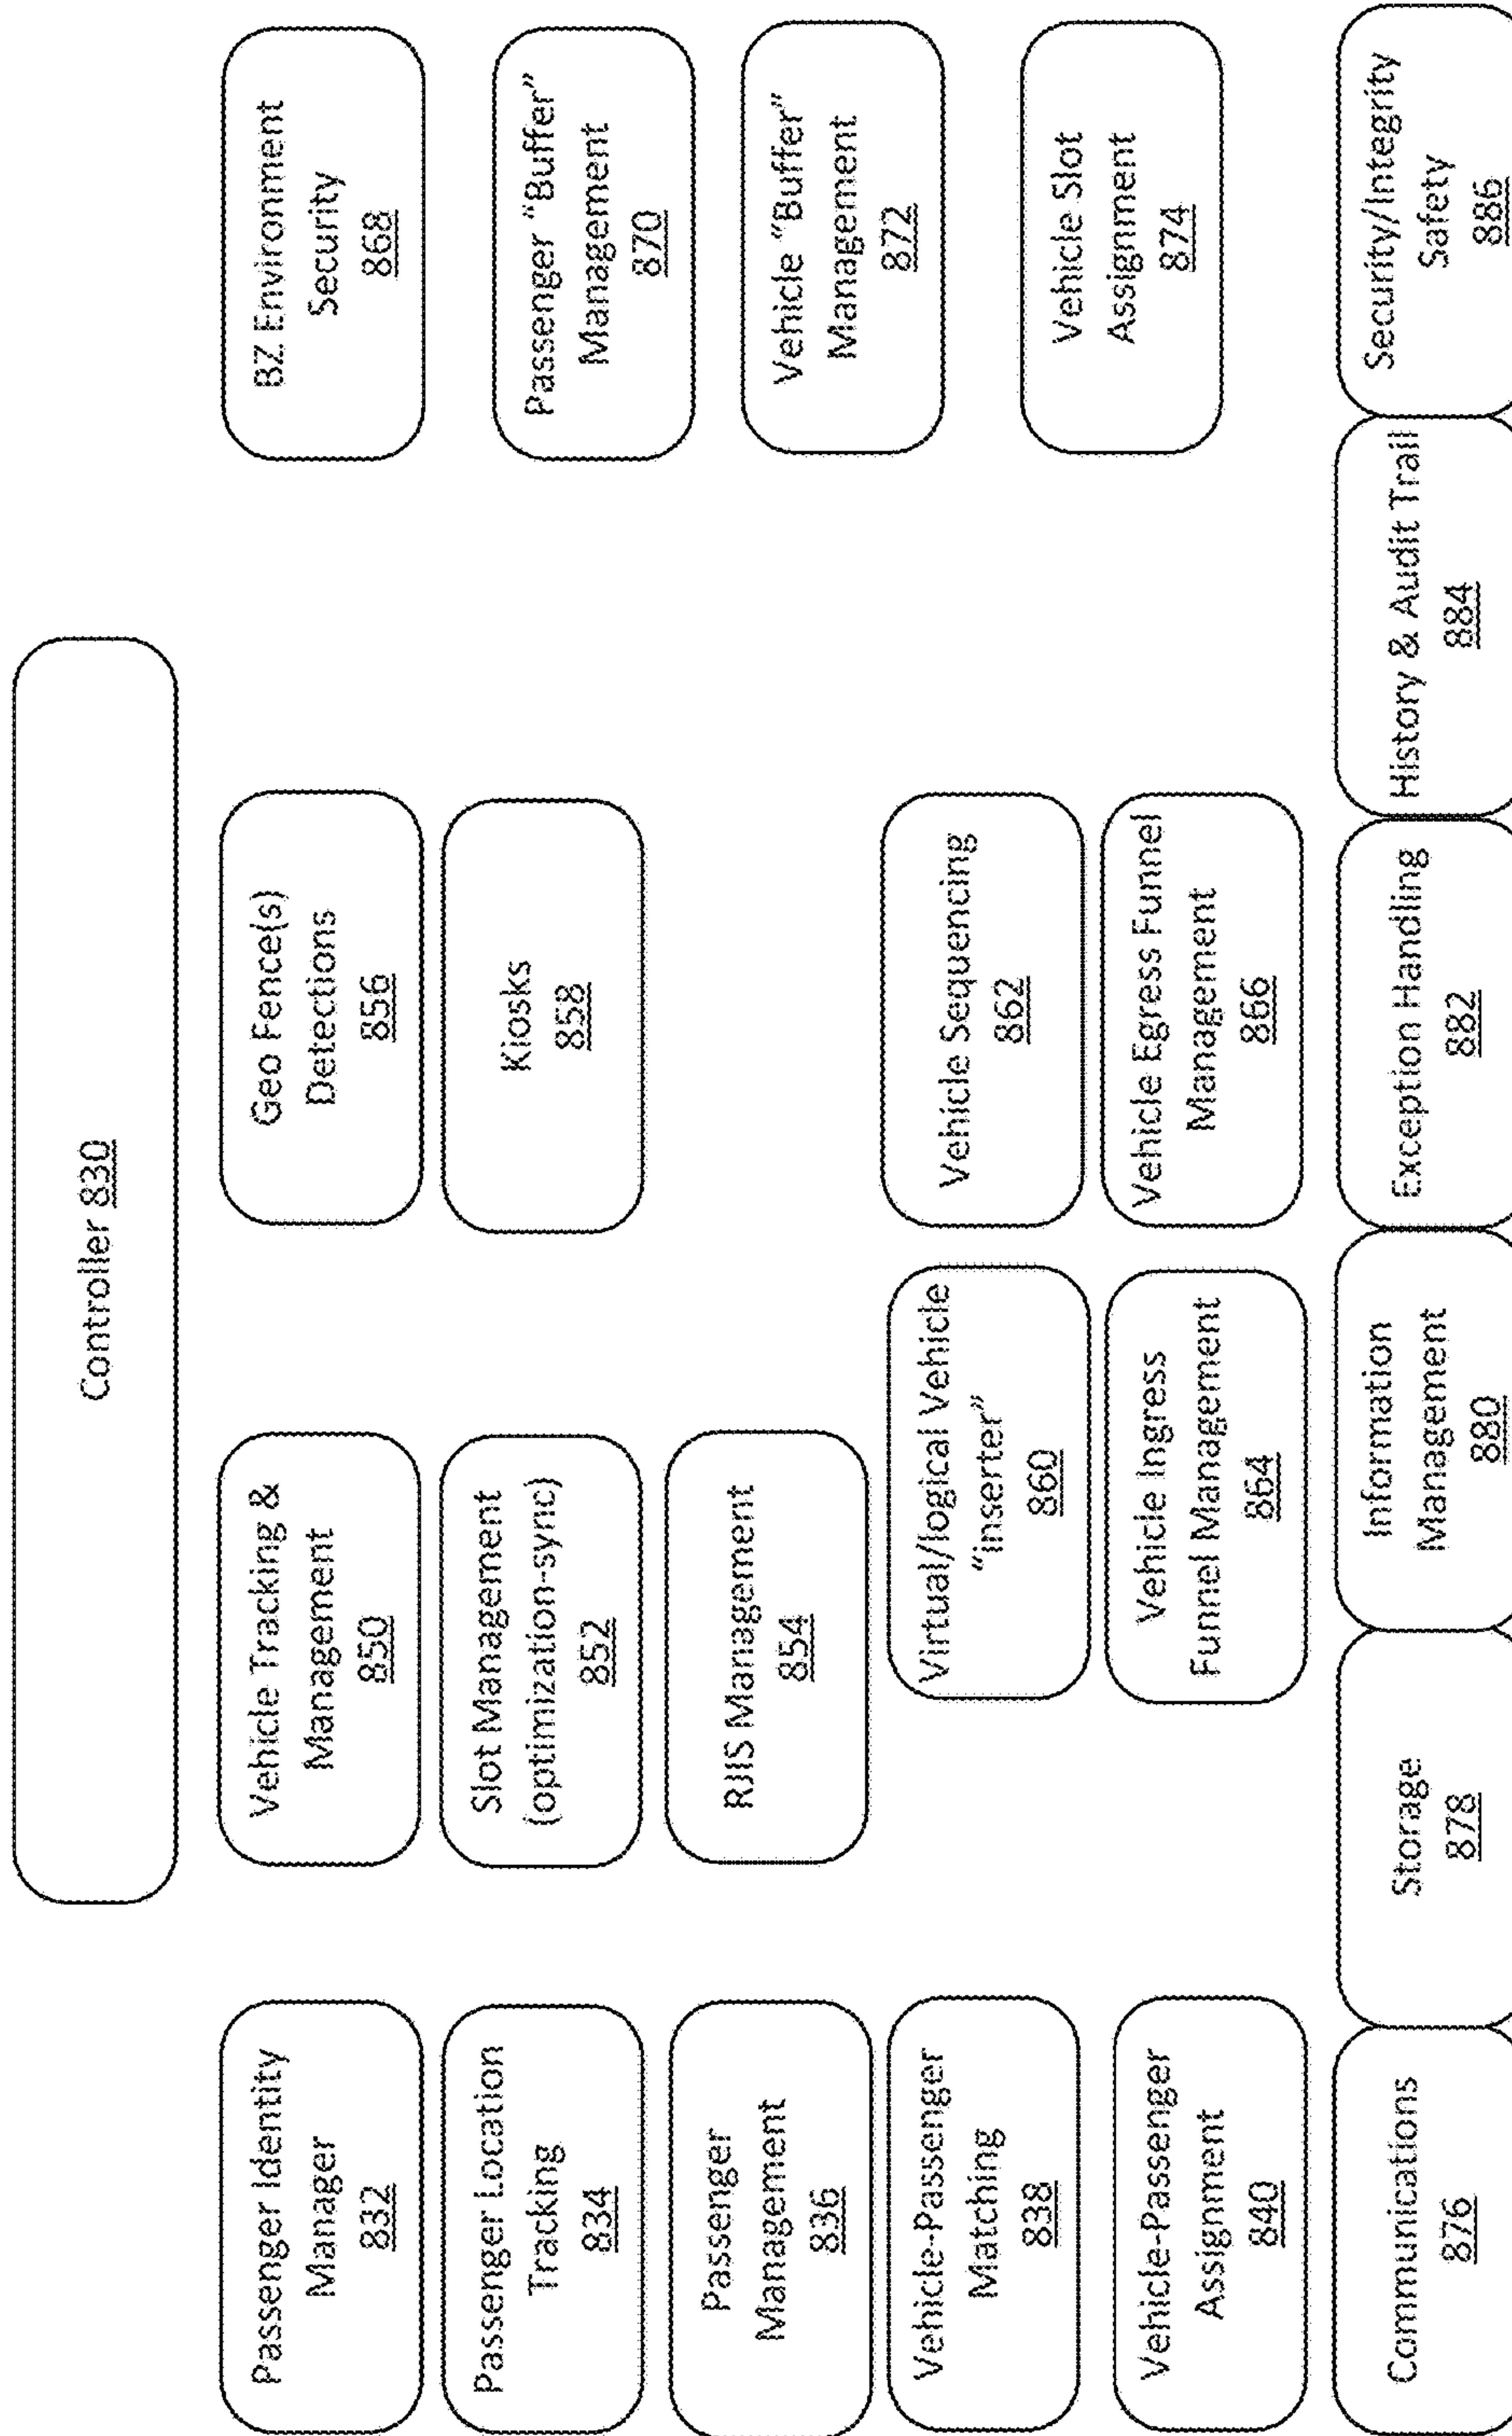 Controller 830
Passenger Identity
Manager
832
Passenger Location
Tracking
834
Passenger
Management
836
Vehicle-Passenger
Matching
838
Vehicle-Passenger
Assignment
840
Vehicle Tracking &
Management
850
Slot Management
(optimization-sync)
852
RJIS Management
854
Virtual/logical Vehicle
“inserter”
860
Vehicle Ingress
Funnel Management
864
Geo Fence(s)
Detections
856
Kiosks
858
Vehicle Sequencing
862
Vehicle Egress Funnel
Management
866
BZ Environment
Security
868
Passenger “Buffer”
Management
870
Vehicle “Buffer”
Management
872
Vehicle Slot
Assignment
874
Communications
876
Storage
878
Information
Management
880
Exception Handling
882
History & Audit Trail
884
Security/Integrity
Safety
886